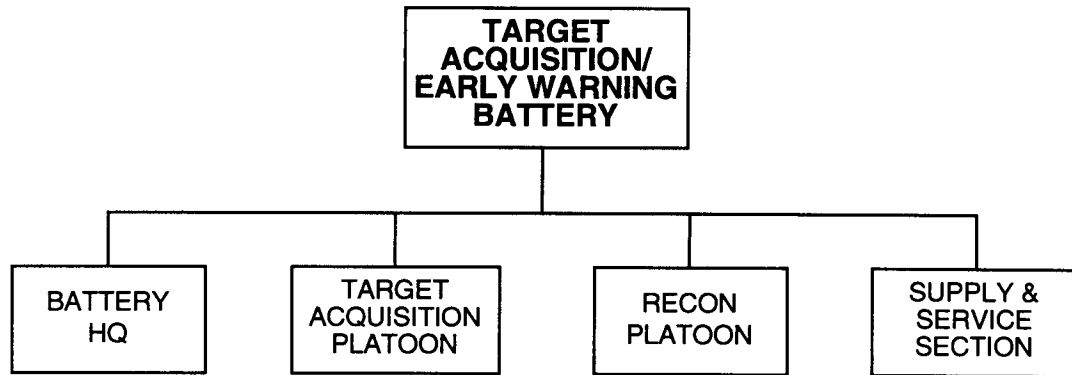 TARGET
ACQUISITION/
EARLY WARNING
BATTERY
BATTERY
HQ
TARGET
ACQUISITION
PLATOON
RECON
PLATOON
SUPPLY &
SERVICE
SECTION